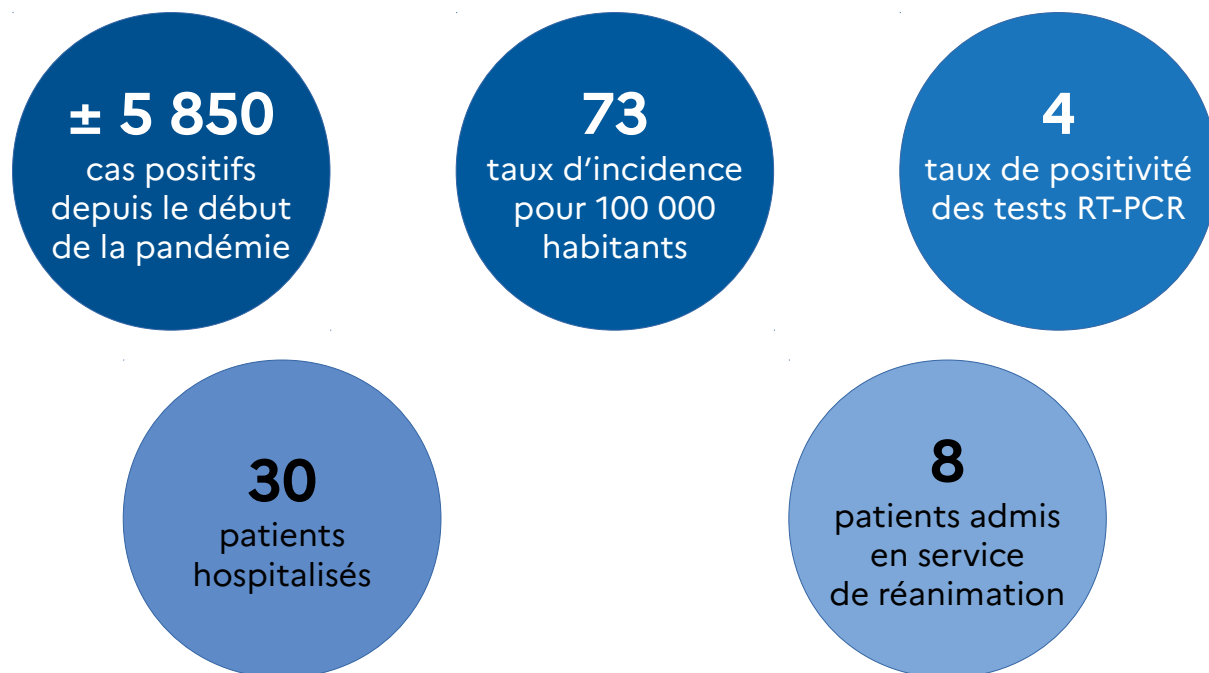 ± 5 850
cas positifs
depuis le début
de la pandémie
73
taux d’incidence
pour 100 000
habitants
4
taux de positivité
des tests RT-PCR
30
patients
hospitalisés
8
patients admis
en service
de réanimation